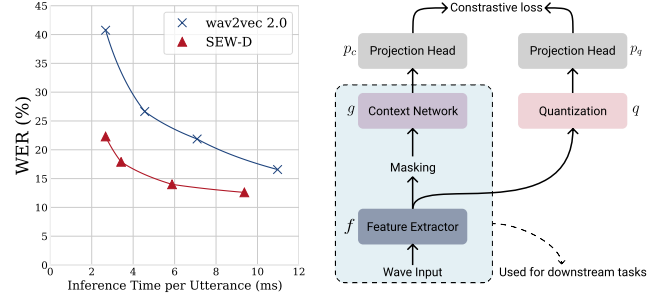 45
40
35
30
25
20
15
10
5
0
WER (%)
wav2vec 2.0
SEW-D
0 2 4 6 8 10 12
Inference Time per Utterance (ms)
Constrastive loss
p_c Projection Head
Projection Head p_q
g Context Network
Quantization q
Masking
f Feature Extractor
Wave Input
Used for downstream tasks